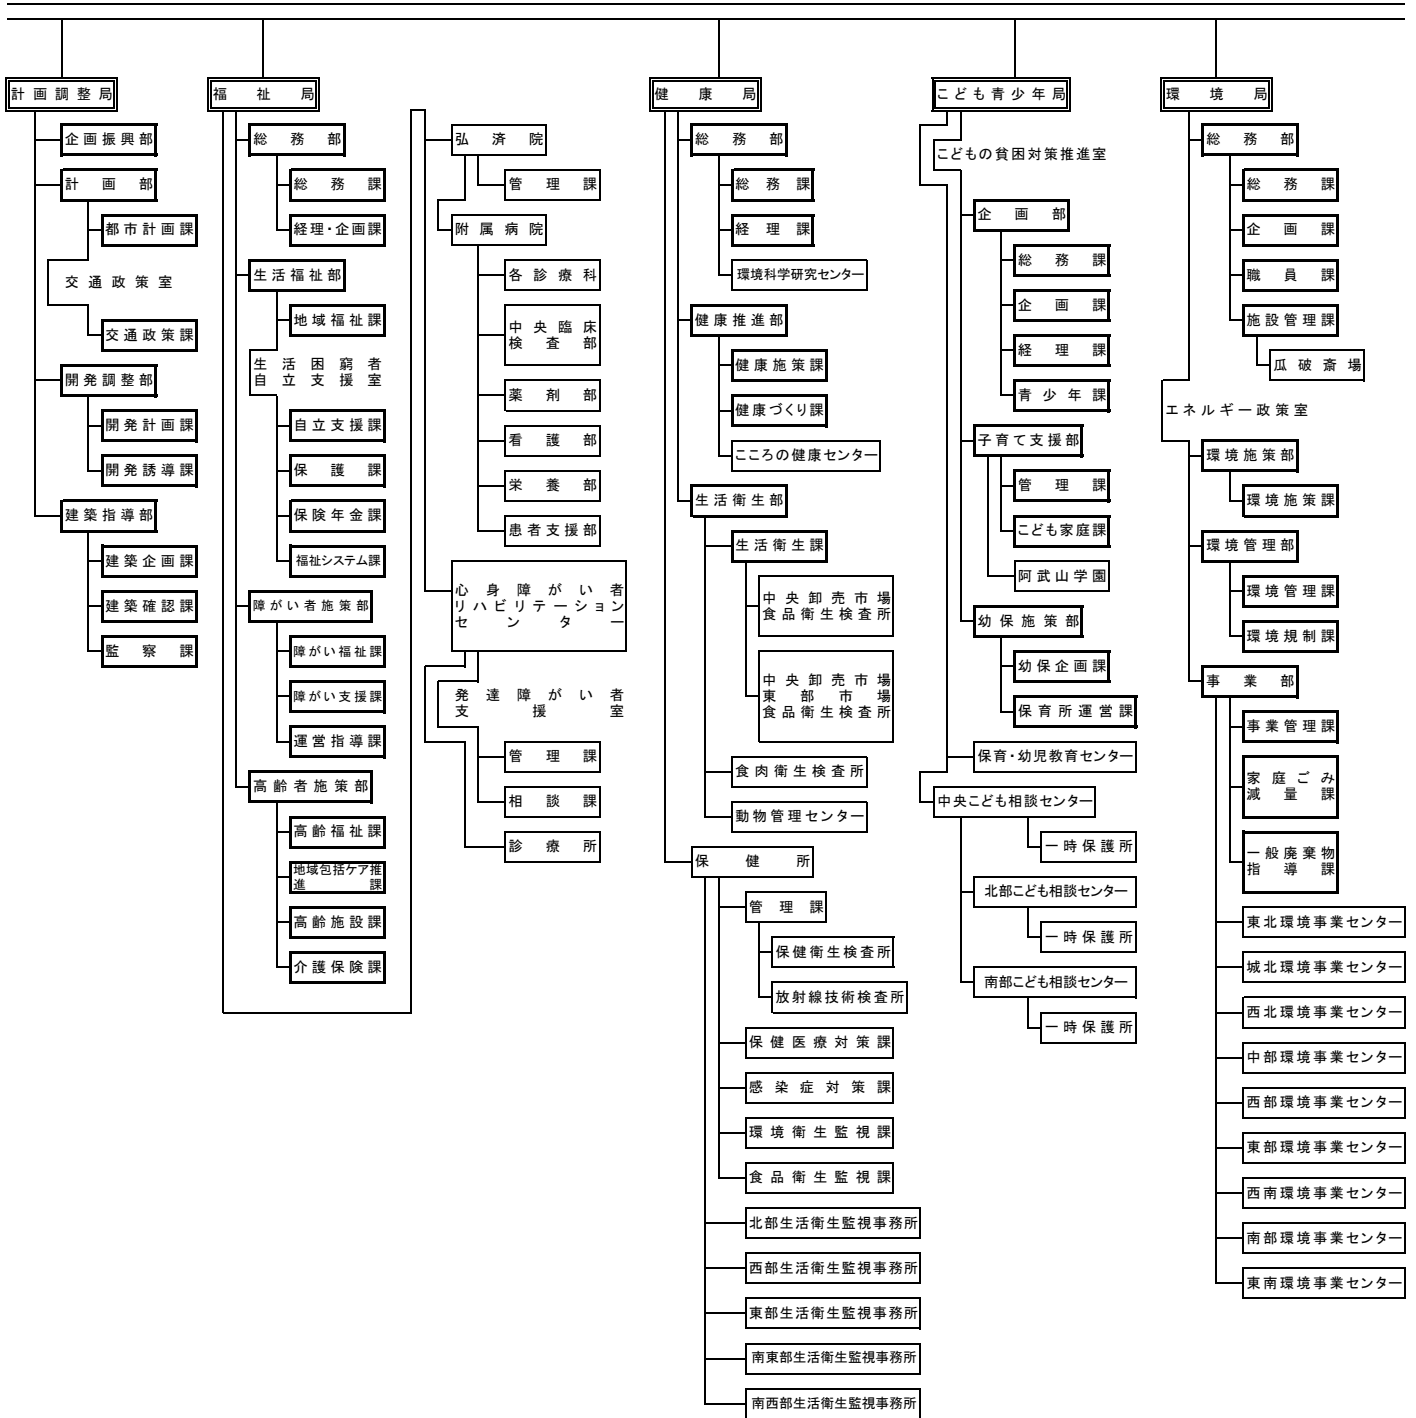 計画調整局
企画振興部
計画部
都市計画課
交通政策室
交通政策課
開発調整部
開発計画課
開発誘導課
建築指導部
建築企画課
建築確認課
監察課
福祉局
総務部
総務課
経理・企画課
生活福祉部
地域福祉課
生活困窮者
自立支援室
自立支援課
保護課
保険年金課
福祉システム課
障がい者施策部
障がい福祉課
障がい支援課
運営指導課
高齢者施策部
高齢福祉課
地域包括ケア推
進課
高齢施設課
介護保険課
弘済院
管理課
附属病院
各診療科
中央臨床
検査部
薬剤部
看護部
栄養部
患者支援部
心身障がい者
リハビリテーション
センター
発達障がい者
支援室
管理課
相談課
診療所
健康局
総務部
総務課
経理課
環境科学研究センター
健康推進部
健康施策課
健康づくり課
こころの健康センター
生活衛生部
生活衛生課
中央卸売市場
食品衛生検査所
中央卸売市場
東部市場
食品衛生検査所
食肉衛生検査所
動物管理センター
保健所
管理課
保健衛生検査所
放射線技術検査所
保健医療対策課
感染症対策課
環境衛生監視課
食品衛生監視課
北部生活衛生監視事務所
西部生活衛生監視事務所
東部生活衛生監視事務所
南東部生活衛生監視事務所
南西部生活衛生監視事務所
こども青少年局
こどもの貧困対策推進室
企画部
総務課
企画課
経理課
青少年課
子育て支援部
管理課
こども家庭課
阿武山学園
幼保施策部
幼保企画課
保育所運営課
保育・幼児教育センター
中央こども相談センター
一時保護所
北部こども相談センター
一時保護所
南部こども相談センター
一時保護所
環境局
総務部
総務課
企画課
職員課
施設管理課
瓜破斎場
エネルギー政策室
環境施策部
環境施策課
環境管理部
環境管理課
環境規制課
事業部
事業管理課
家庭ごみ
減量課
一般廃棄物
指導課
東北環境事業センター
城北環境事業センター
西北環境事業センター
中部環境事業センター
西部環境事業センター
東部環境事業センター
西南環境事業センター
南部環境事業センター
東南環境事業センター